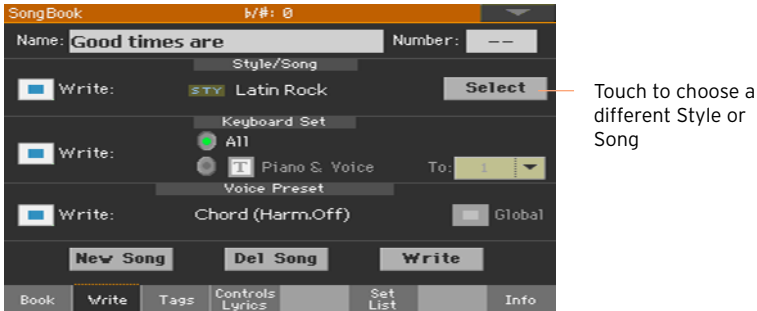 SongBook ♭/#: 0
Name: Good times are Number: --
Style/Song
Write: STY Latin Rock Select
Keyboard Set
All
Write:
T Piano & Voice To: 1
Voice Preset
Write: Chord (Harm.Off) Global
New Song Del Song Write
Book Write Tags Controls Lyrics Set List Info
Touch to choose a
different Style or
Song